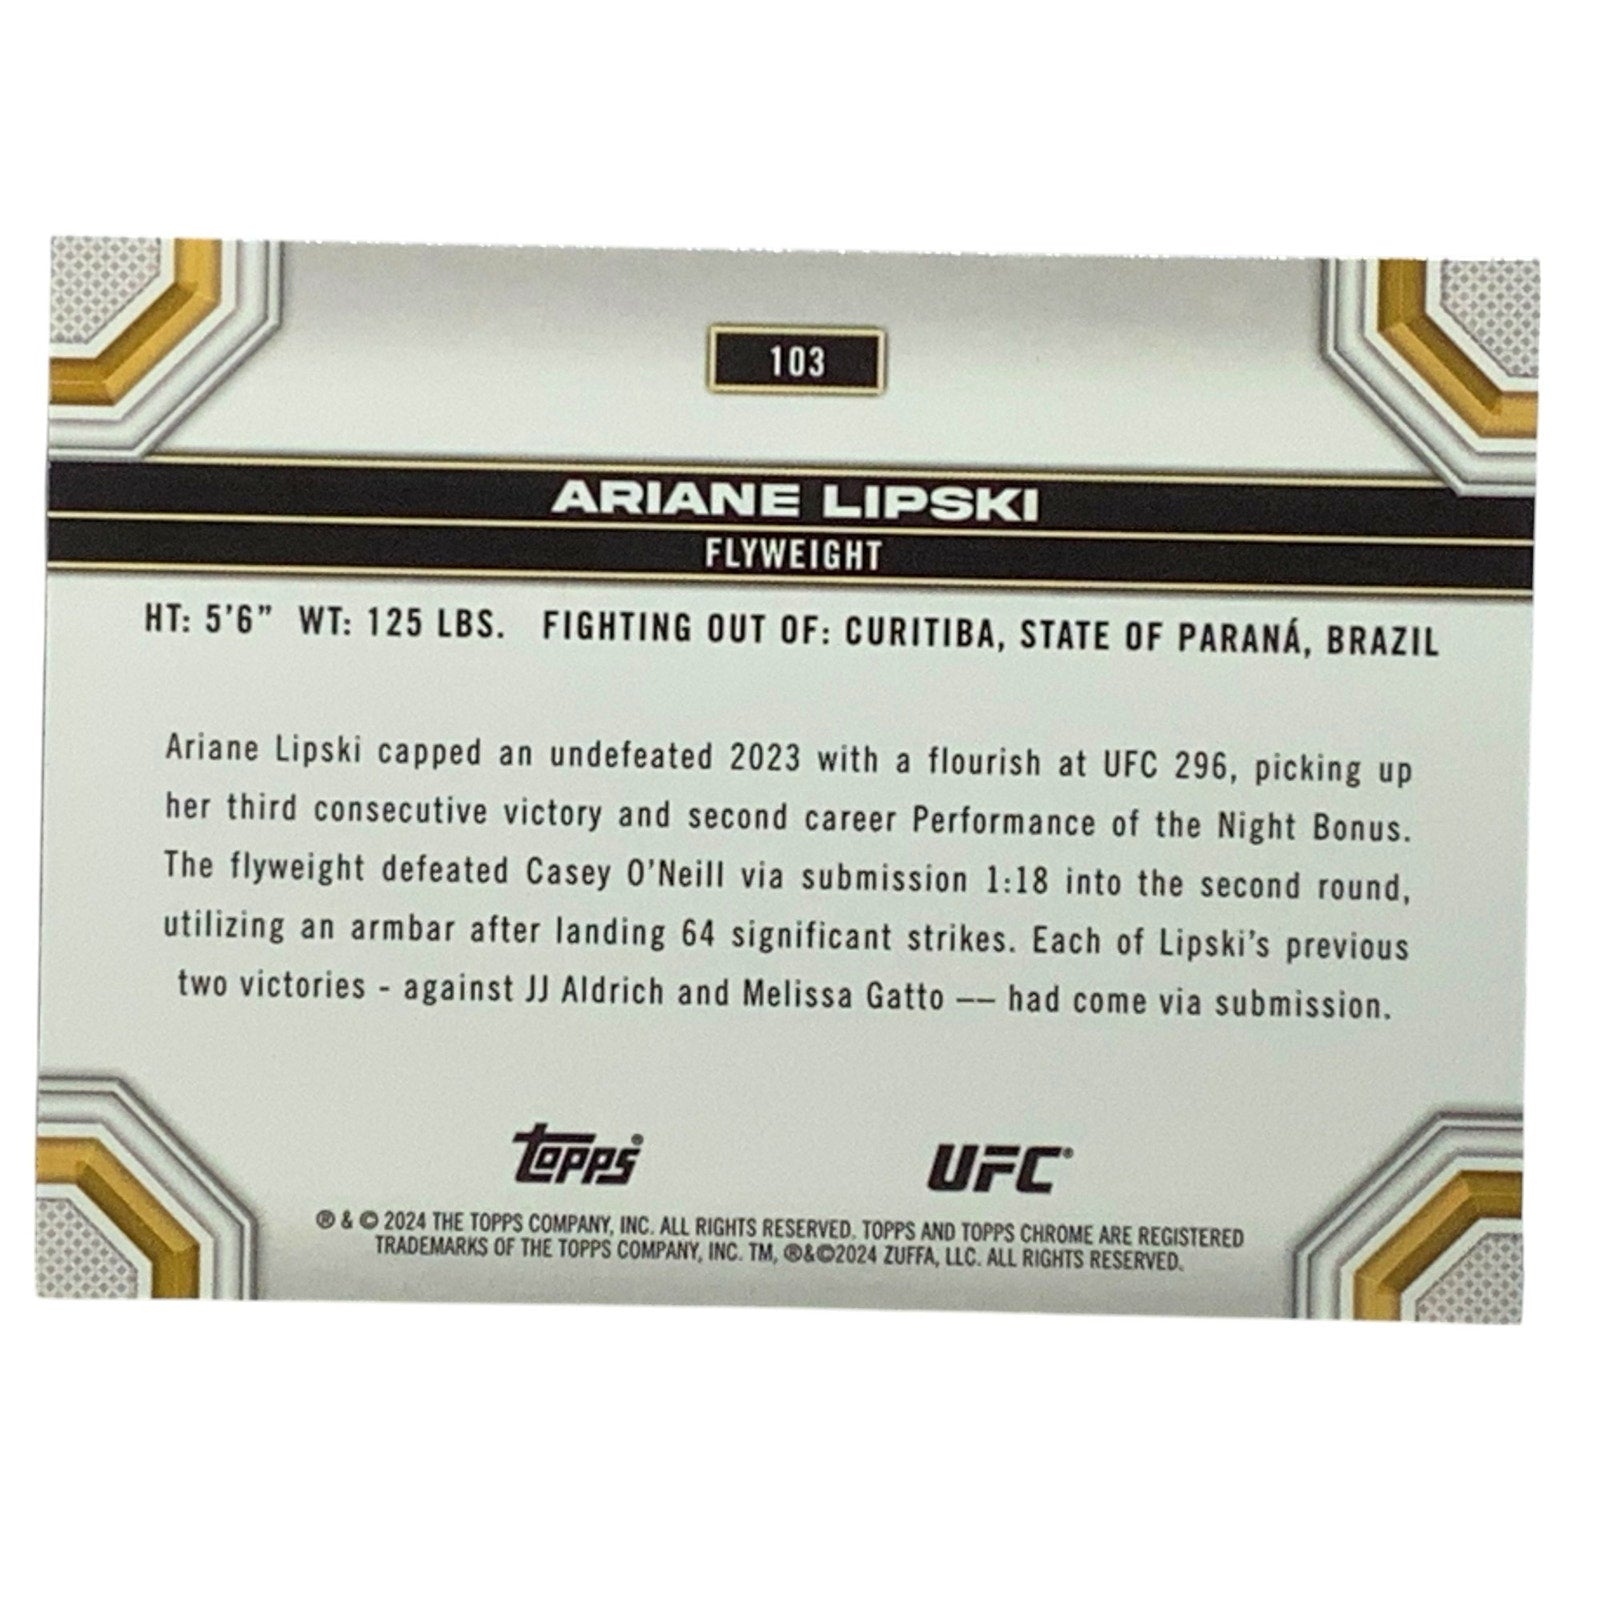 103
ARIANE LIPSKI
FLYWEIGHT
HT: 5'6” WT: 125 LBS. FIGHTING OUT OF: CURITIBA, STATE OF PARANÁ, BRAZIL
Ariane Lipski capped an undefeated 2023 with a flourish at UFC 296, picking up
her third consecutive victory and second career Performance of the Night Bonus.
The flyweight defeated Casey O'Neill via submission 1:18 into the second round,
utilizing an armbar after landing 64 significant strikes. Each of Lipski's previous
two victories - against JJ Aldrich and Melissa Gatto –– had come via submission.
Topps® UFC®
® & © 2024 THE TOPPS COMPANY, INC. ALL RIGHTS RESERVED. TOPPS AND TOPPS CHROME ARE REGISTERED
TRADEMARKS OF THE TOPPS COMPANY, INC. TM, ®&©2024 ZUFFA, LLC. ALL RIGHTS RESERVED.